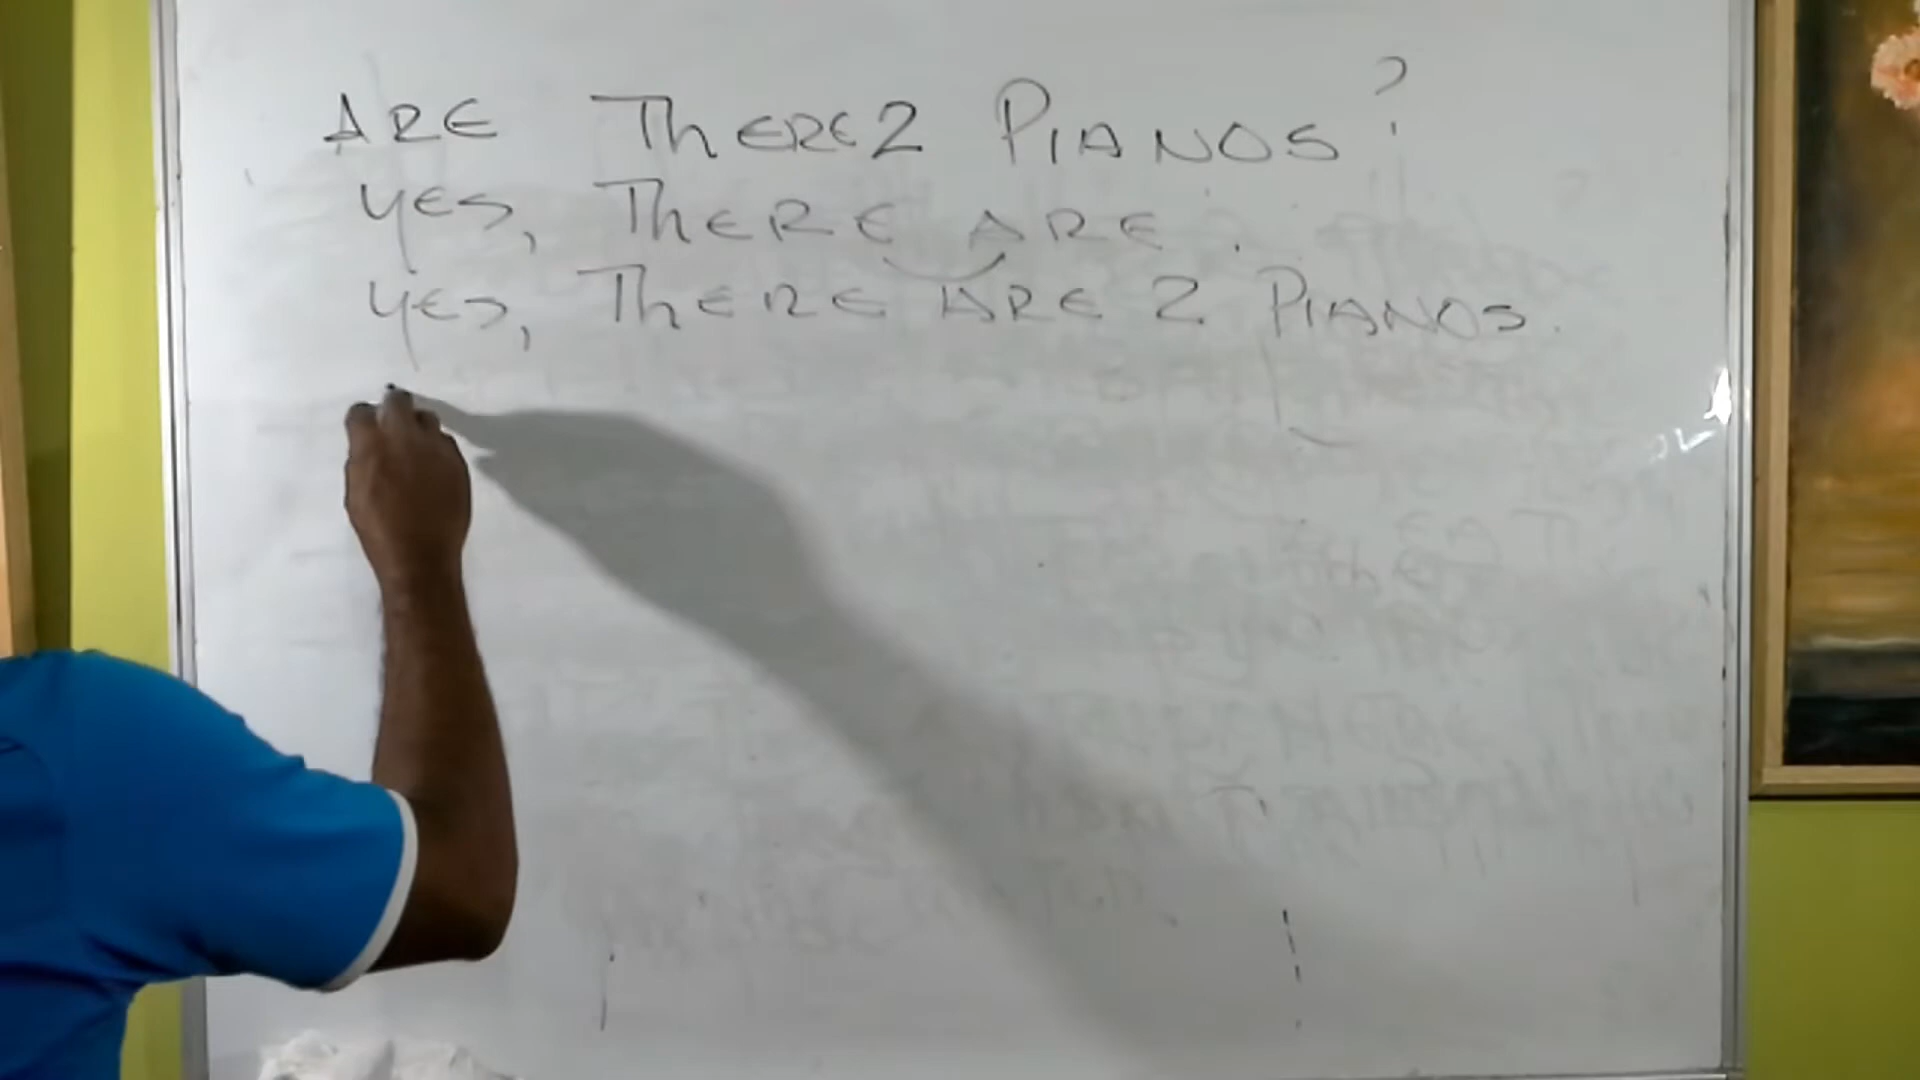 ARE ThERE 2 PIANOS?
YES, ThERE ARE.
YES, ThERE ARE 2 PIANOS.